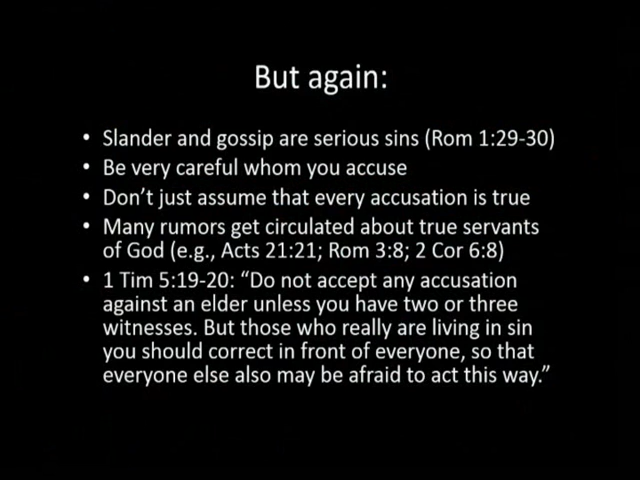 But again:
• Slander and gossip are serious sins (Rom 1:29-30)
• Be very careful whom you accuse
• Don’t just assume that every accusation is true
• Many rumors get circulated about true servants
of God (e.g., Acts 21:21; Rom 3:8; 2 Cor 6:8)
• 1 Tim 5:19-20: “Do not accept any accusation
against an elder unless you have two or three
witnesses. But those who really are living in sin
you should correct in front of everyone, so that
everyone else also may be afraid to act this way.”